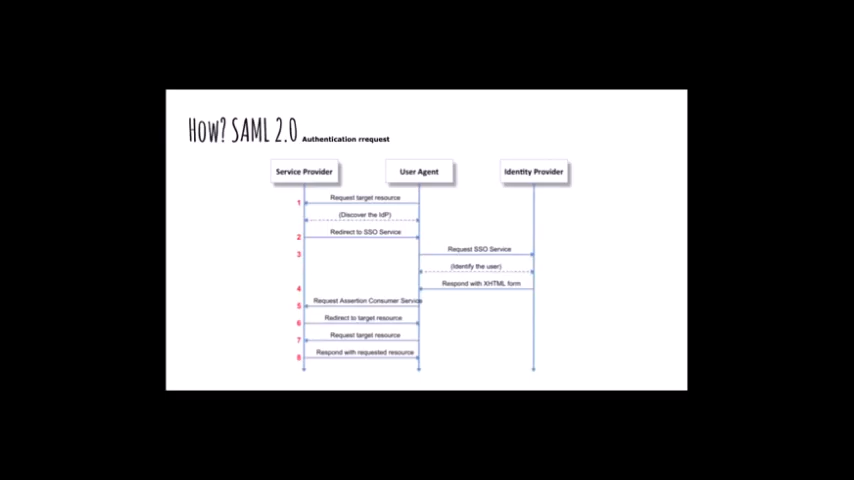 How? SAML 2.0 Authentication rrequest
Service Provider User Agent Identity Provider
Request target resource
1
(Discover the IdP)
Redirect to SSO Service
2
Request SSO Service
3
(Identify the user)
Respond with XHTML form
4
Request Assertion Consumer Service
5
Redirect to target resource
6
Request target resource
7
Respond with requested resource
8